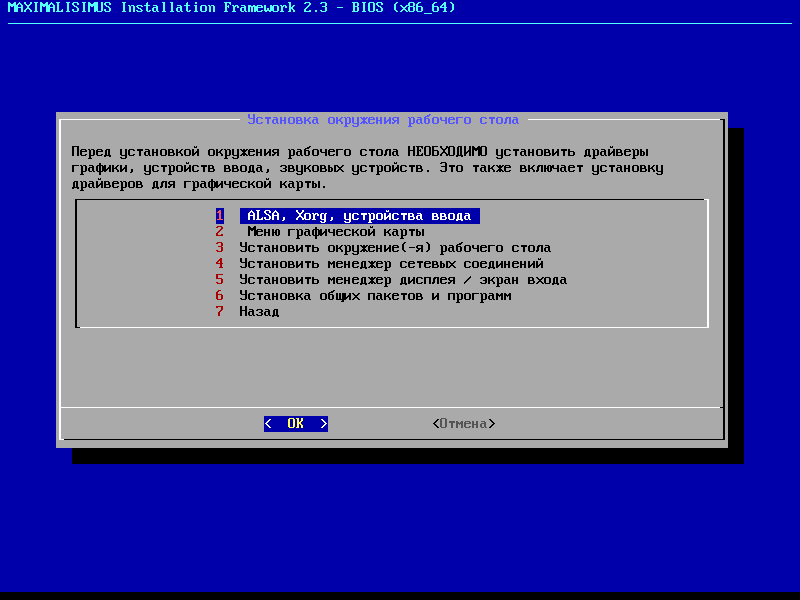 MAXIMALISIMUS Installation Framework 2.3 - BIOS (x86_64)
Установка окружения рабочего стола
Перед установкой окружения рабочего стола НЕОБХОДИМО установить драйверы
графики, устройств ввода, звуковых устройств. Это также включает установку
драйверов для графической карты.
1 ALSA, Xorg, устройства ввода
2 Меню графической карты
3 Установить окружение(-я) рабочего стола
4 Установить менеджер сетевых соединений
5 Установить менеджер дисплея / экран входа
6 Установка общих пакетов и программ
7 Назад
< OK > <Отмена>